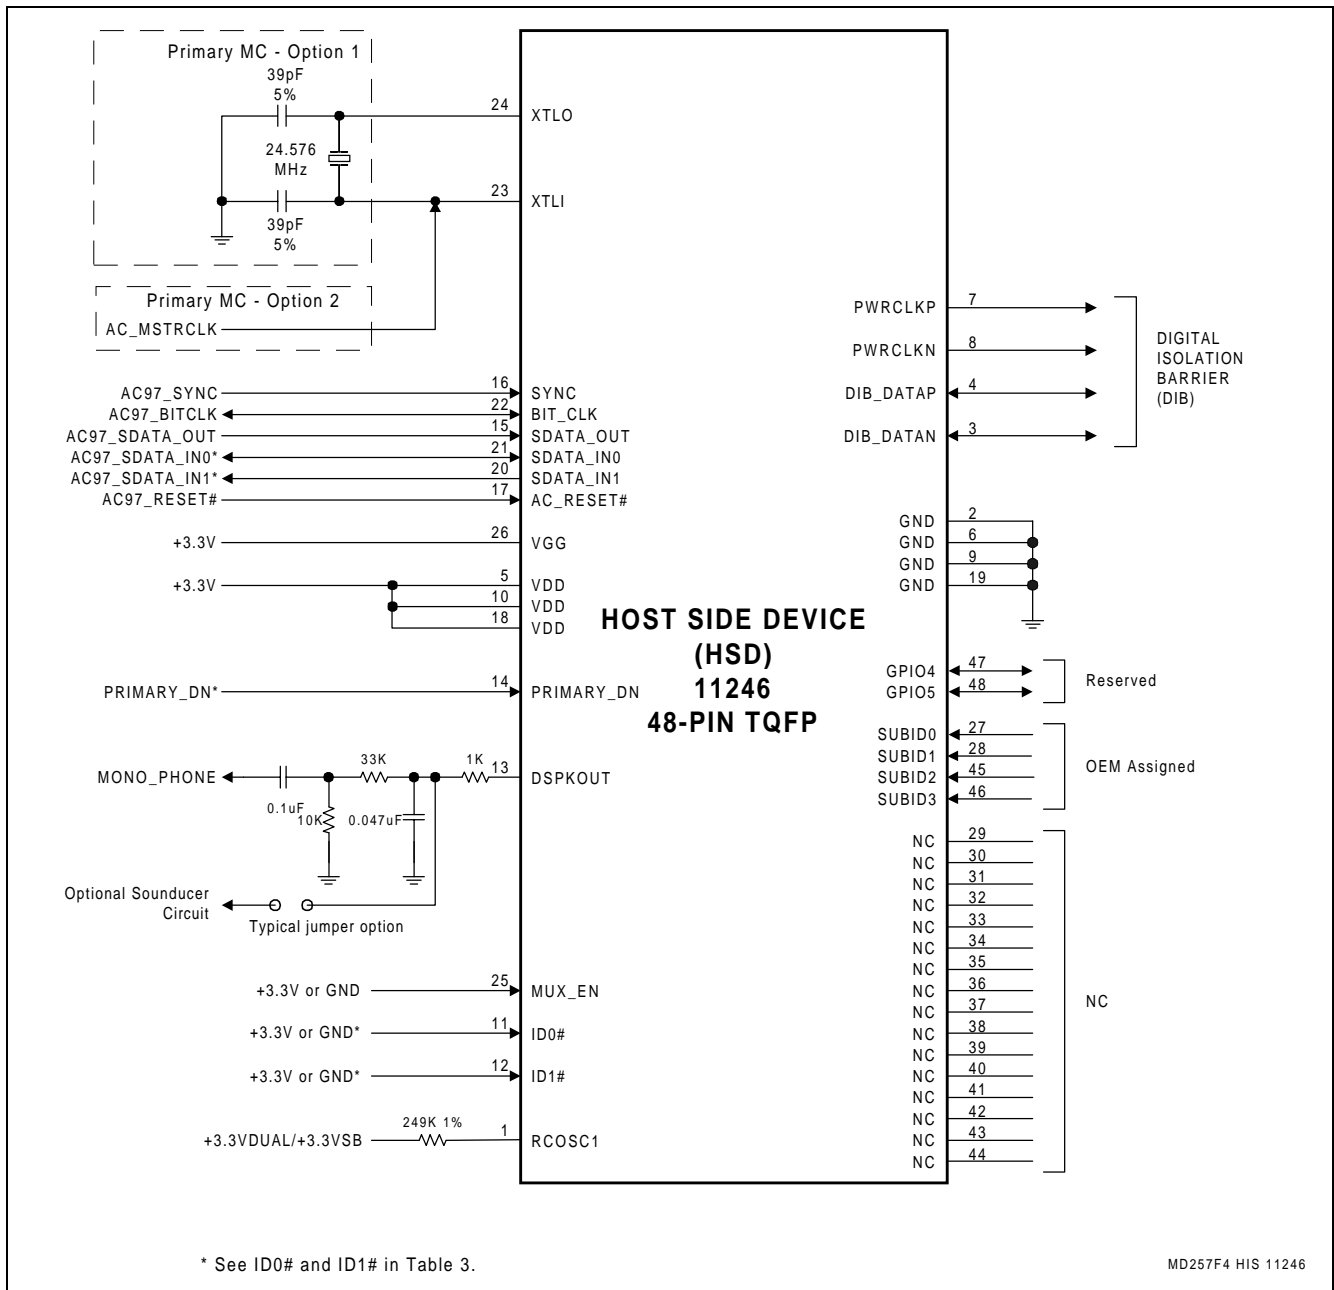 Primary MC - Option 1
39pF
5%
24.576
MHz
39pF
5%
24
XTLO
23
XTLI
Primary MC - Option 2
AC_MSTRCLK
AC97_SYNC
16
SYNC
AC97_BITCLK
22
BIT_CLK
AC97_SDATA_OUT
15
SDATA_OUT
AC97_SDATA_IN0*
21
SDATA_IN0
AC97_SDATA_IN1*
20
SDATA_IN1
AC97_RESET#
17
AC_RESET#
+3.3V
26
VGG
+3.3V
5
VDD
10
VDD
18
VDD
PRIMARY_DN*
14
PRIMARY_DN
MONO_PHONE
0.1uF
10K
33K
0.047uF
1K
13
DSPKOUT
Optional Sounducer
Circuit
Typical jumper option
+3.3V or GND
25
MUX_EN
+3.3V or GND*
11
ID0#
+3.3V or GND*
12
ID1#
+3.3VDUAL/+3.3VSB
249K 1%
1
RCOSC1
HOST SIDE DEVICE
(HSD)
11246
48-PIN TQFP
PWRCLKP
7
PWRCLKN
8
DIB_DATAP
4
DIB_DATAN
3
DIGITAL
ISOLATION
BARRIER
(DIB)
GND
2
GND
6
GND
9
GND
19
GPIO4
47
GPIO5
48
Reserved
SUBID0
27
SUBID1
28
SUBID2
45
SUBID3
46
OEM Assigned
NC
29
NC
30
NC
31
NC
32
NC
33
NC
34
NC
35
NC
36
NC
37
NC
38
NC
39
NC
40
NC
41
NC
42
NC
43
NC
44
NC
* See ID0# and ID1# in Table 3.
MD257F4 HIS 11246